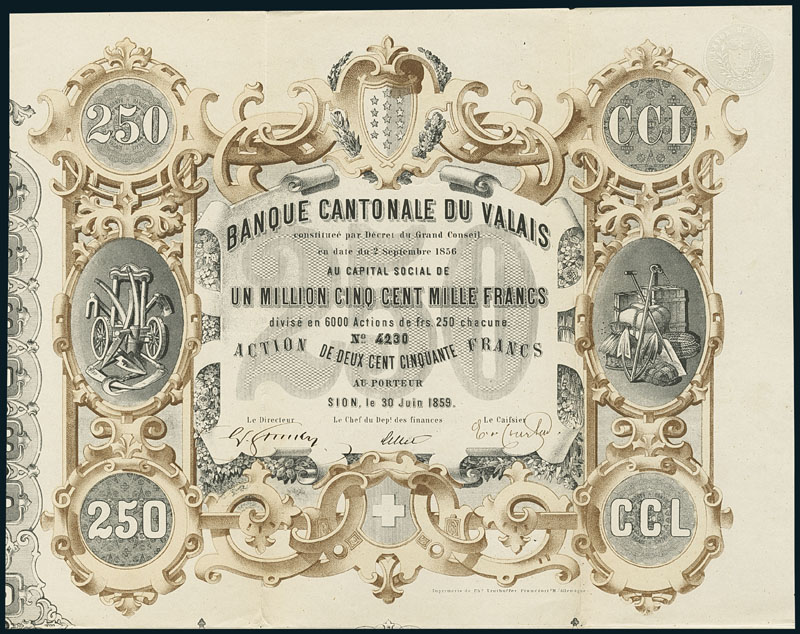 250
CCL
BANQUE CANTONALE DU VALAIS
constituée par Décret du Grand Conseil
en date du 2 Septembre 1856
AU CAPITAL SOCIAL DE
UN MILLION CINQ CENT MILLE FRANCS
divisé en 6000 Actions de frs. 250 chacune
Nº 4230
ACTION DE DEUX CENT CINQUANTE FRANCS
AU PORTEUR
SION, le 30 Juin 1859.
Le Directeur Le Chef du Depᵗ. des finances Le Caissier
250
250
CCL
Imprimerie de